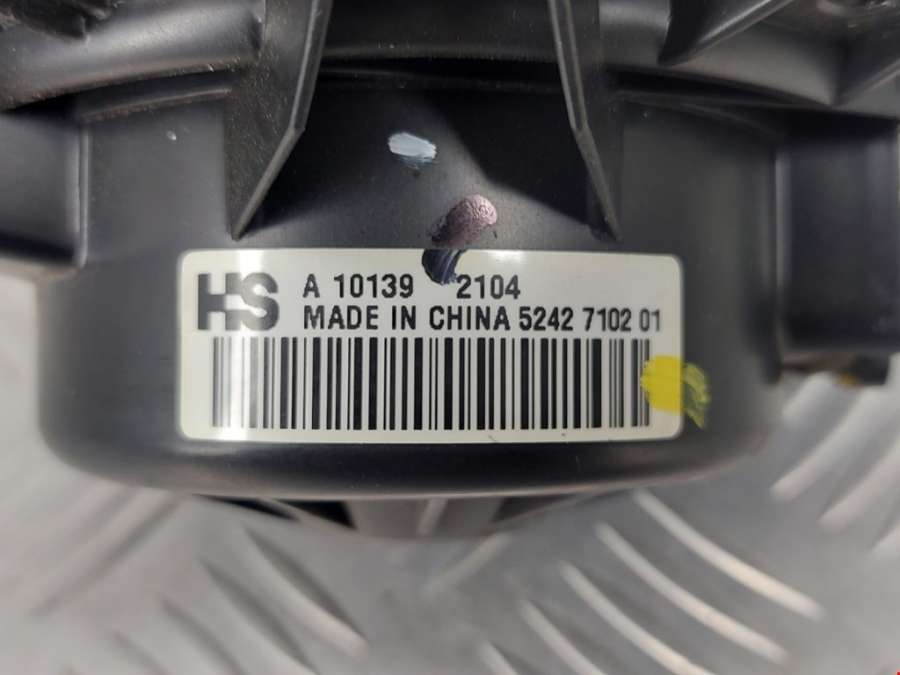 HS A 10139 2104
MADE IN CHINA 5242 7102 01